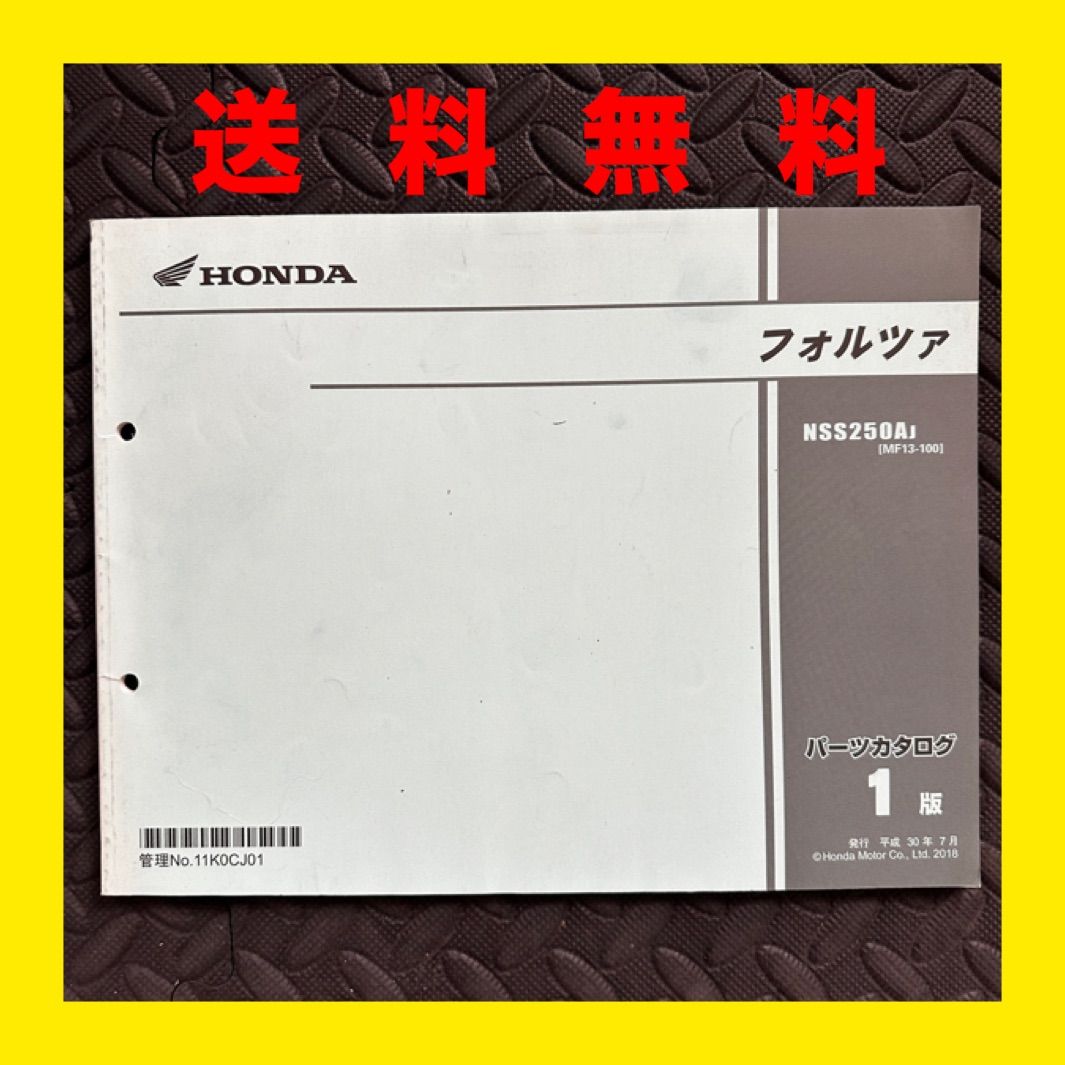 送料無料
HONDA
フォルツァ
NSS250AJ
[MF13-100]
パーツカタログ
1版
発行 平成 30年 7月
©Honda Motor Co., Ltd. 2018
管理No.11K0CJ01